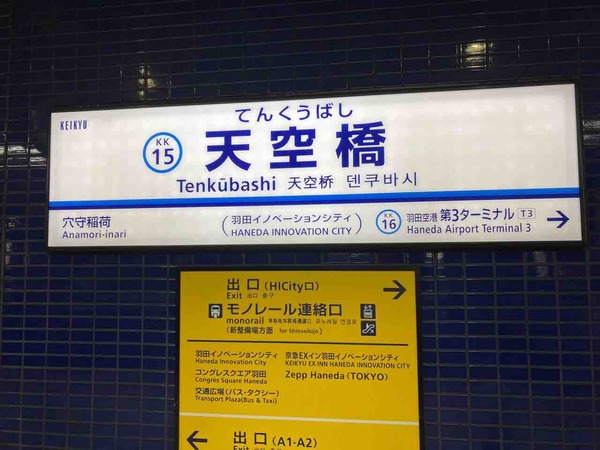 KEIKYU
てんくうばし
KK
15
天空橋
Tenkūbashi 天空桥 덴쿠바시
穴守稲荷
Anamori-inari
(羽田イノベーションシティ)
(HANEDA INNOVATION CITY)
KK
16
羽田空港 第3ターミナル T3
Haneda Airport Terminal 3
出口(HICity口)
Exit 出口 출구
モノレール連絡口
monorail
(新整備場方面 for Shinseibijō)
羽田イノベーションシティ
Haneda Innovation City
コングレスクエア羽田
Congrès Square Haneda
交通広場(バス・タクシー)
Transport Plaza(Bus & Taxi)
京急EXイン羽田イノベーションシティ
KEIKYU EX INN HANEDA INNOVATION CITY
Zepp Haneda(TOKYO)
出口(A1・A2)